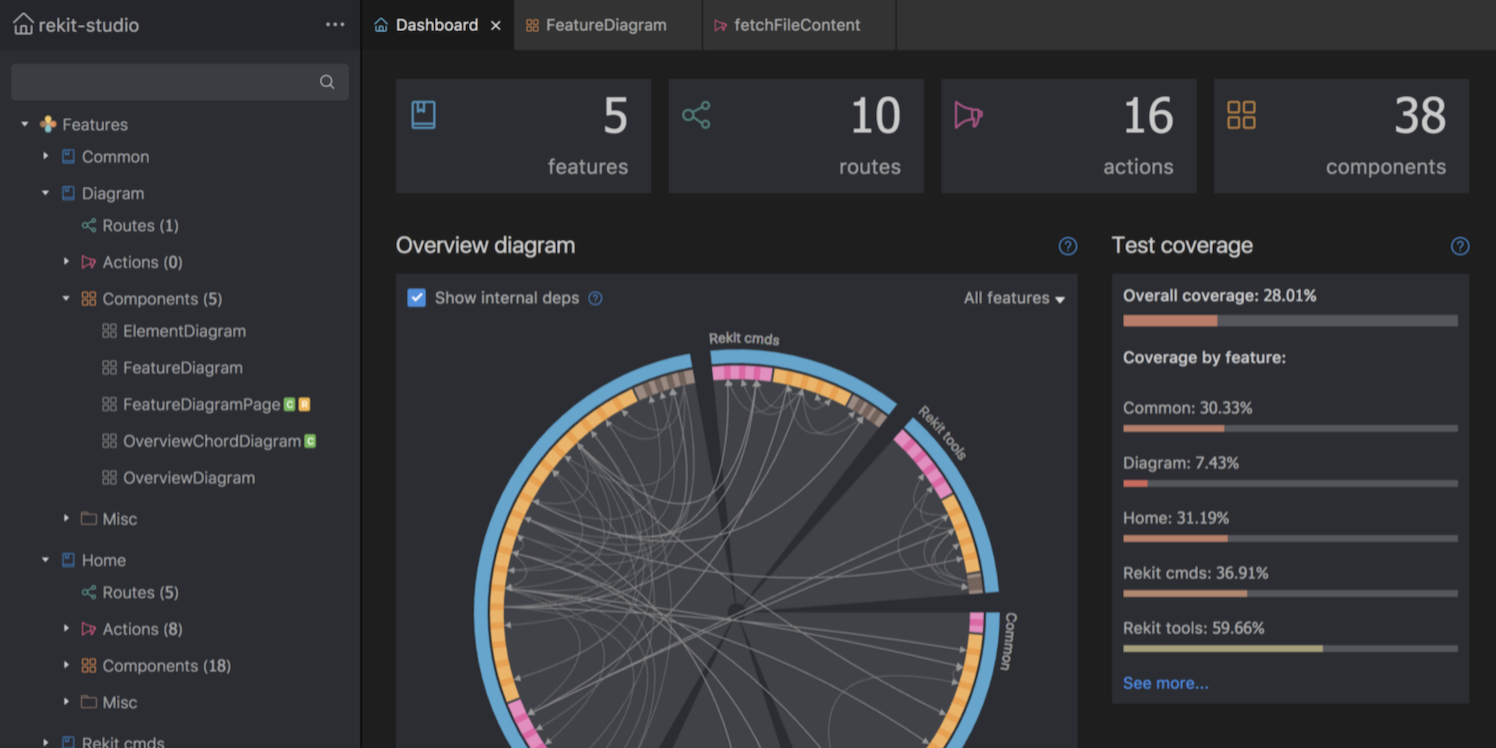 rekit-studio
Dashboard
FeatureDiagram
fetchFileContent
Features
Common
Diagram
Routes (1)
Actions (0)
Components (5)
ElementDiagram
FeatureDiagram
FeatureDiagramPage C R
OverviewChordDiagram C
OverviewDiagram
Misc
Home
Routes (5)
Actions (8)
Components (18)
Misc
Rekit cmds
5
features
10
routes
16
actions
38
components
Overview diagram
?
Show internal deps ?
All features
Rekit cmds
Rekit tools
Common
Test coverage
?
Overall coverage: 28.01%
Coverage by feature:
Common: 30.33%
Diagram: 7.43%
Home: 31.19%
Rekit cmds: 36.91%
Rekit tools: 59.66%
See more...